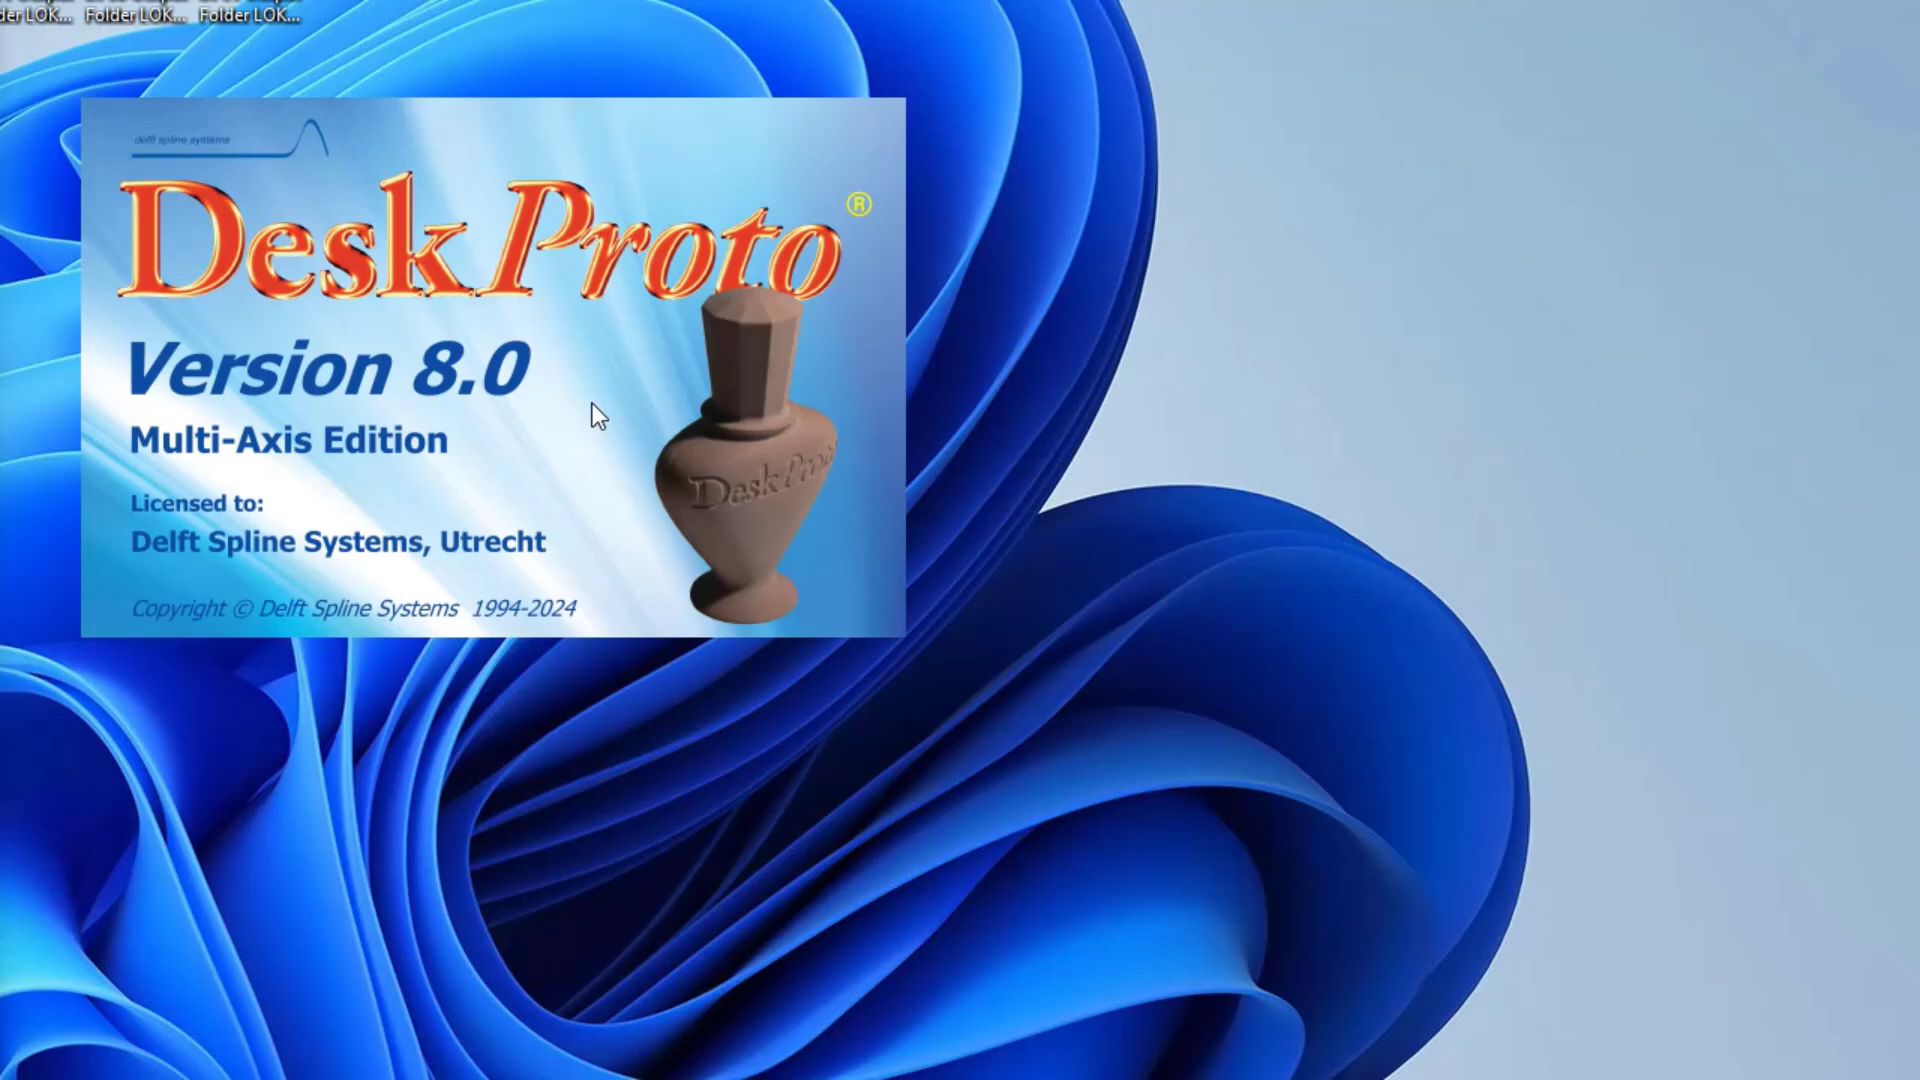 der LOK... Folder LOK... Folder LOK...
delft spline systems
DeskProto ®
Version 8.0
Multi-Axis Edition
DeskProto
Licensed to:
Delft Spline Systems, Utrecht
Copyright © Delft Spline Systems 1994-2024